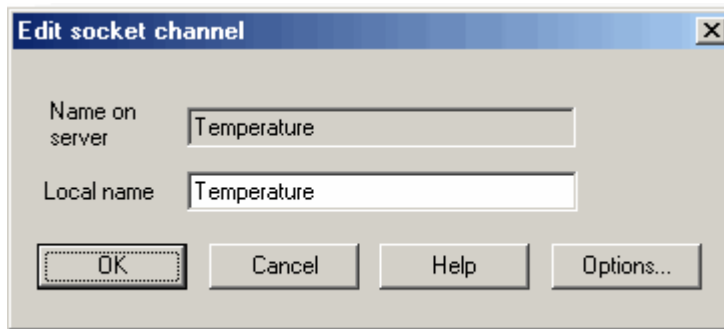 Edit socket channel
Name on
server
Temperature
Local name
Temperature
OK
Cancel
Help
Options...